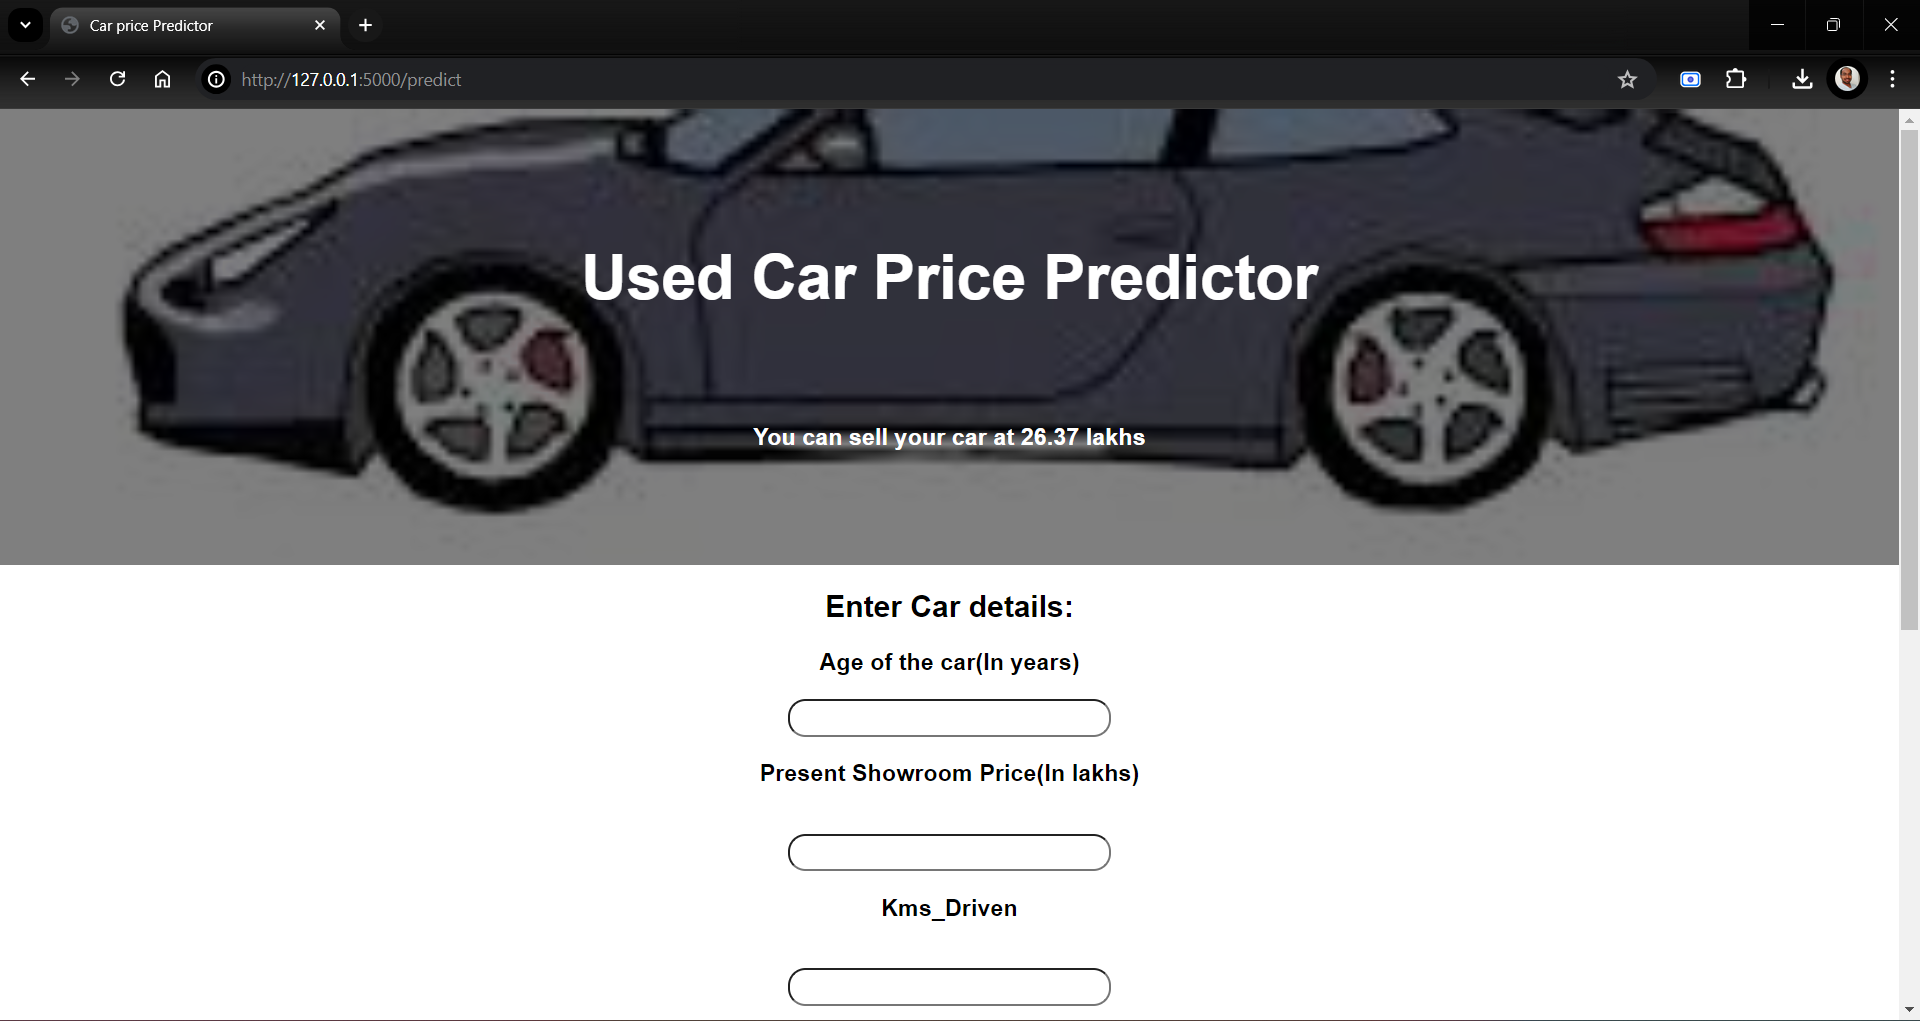 Car price Predictor
http://127.0.0.1:5000/predict
Used Car Price Predictor
You can sell your car at 26.37 lakhs
Enter Car details:
Age of the car(In years)
Present Showroom Price(In lakhs)
Kms_Driven